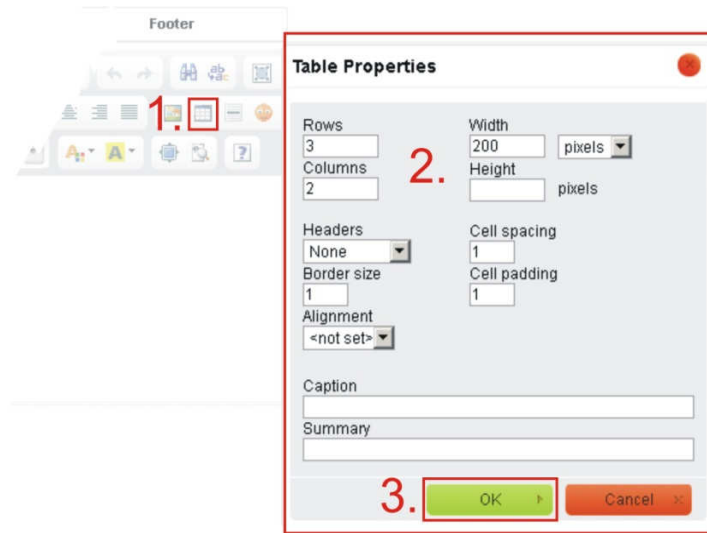 Footer
1.
Table Properties
Rows
3
Width
200 pixels
2.
Columns
2
Height
pixels
Headers
None
Cell spacing
1
Border size
1
Cell padding
1
Alignment
<not set>
Caption
Summary
3.
OK
Cancel